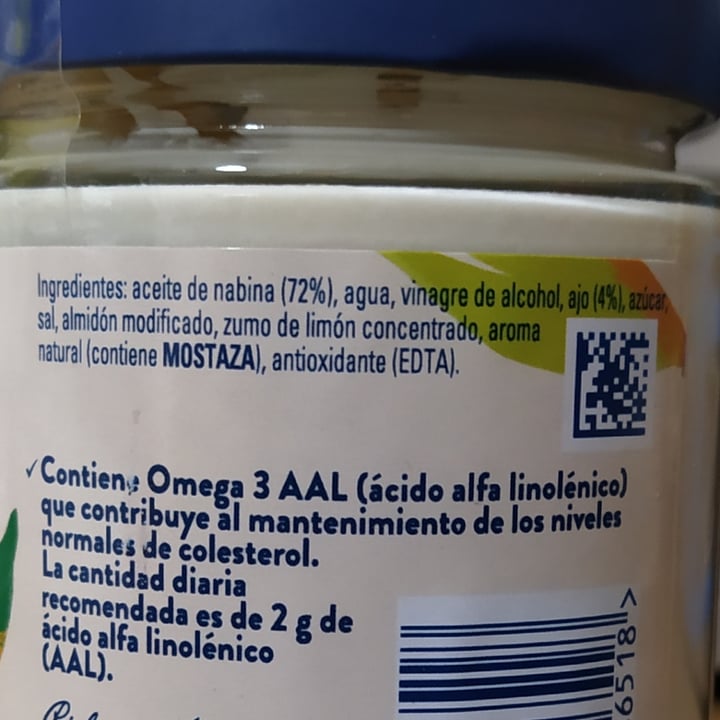 Ingredientes: aceite de nabina (72%), agua, vinagre de alcohol, ajo (4%), azúcar,
sal, almidón modificado, zumo de limón concentrado, aroma
natural (contiene MOSTAZA), antioxidante (EDTA).
✓Contiene Omega 3 AAL (ácido alfa linolénico)
que contribuye al mantenimiento de los niveles
normales de colesterol.
La cantidad diaria
recomendada es de 2 g de
ácido alfa linolénico
(AAL).
6518 >